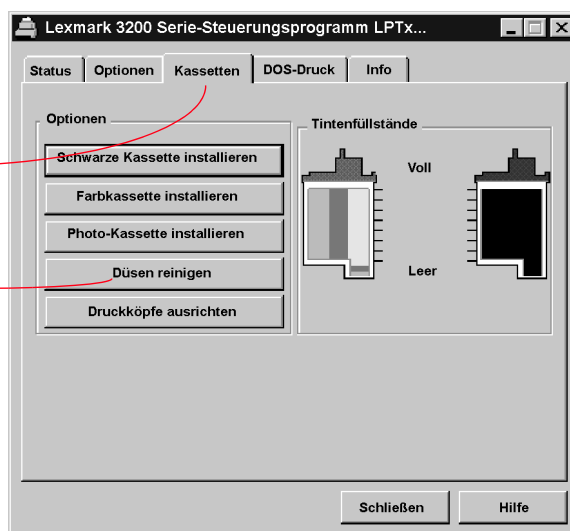 Lexmark 3200 Serie-Steuerungsprogramm LPTx...
Status Optionen Kassetten DOS-Druck Info
Optionen
Schwarze Kassette installieren
Farbkassette installieren
Photo-Kassette installieren
Düsen reinigen
Druckköpfe ausrichten
Tintenfüllstände
Voll
Leer
Schließen Hilfe